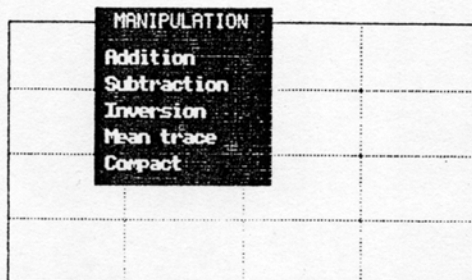 MANIPULATION
Addition
Subtraction
Inversion
Mean trace
Compact